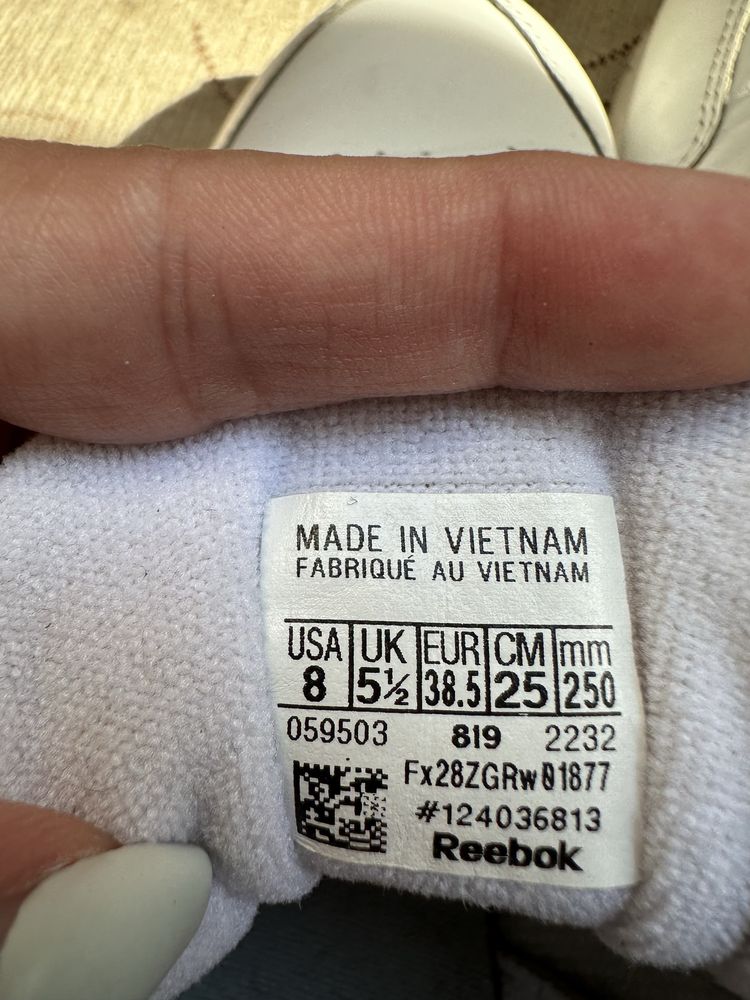 MADE IN VIETNAM
FABRIQUÉ AU VIETNAM
USA UK EUR CM mm
8 5½ 38.5 25 250
059503 819 2232
Fx28ZGRw01877
#124036813
Reebok